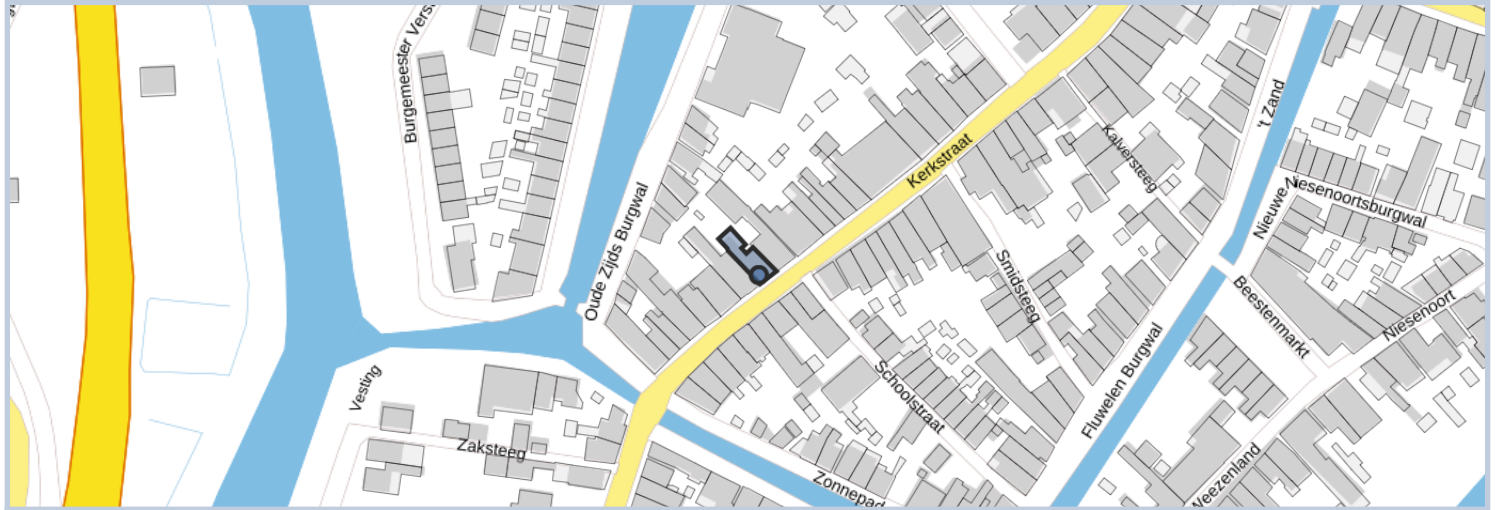 Burgemeester Vers
Oude Zijds Burgwal
Kerkstraat
Kalversteeg
't Zand
Nieuwe
Niesenoortsburgwal
Smidsteeg
Beestenmarkt
Niesenoort
Fluwelen Burgwal
Schoolstraat
Vesting
Zaksteeg
Zonnepad
Weezenland